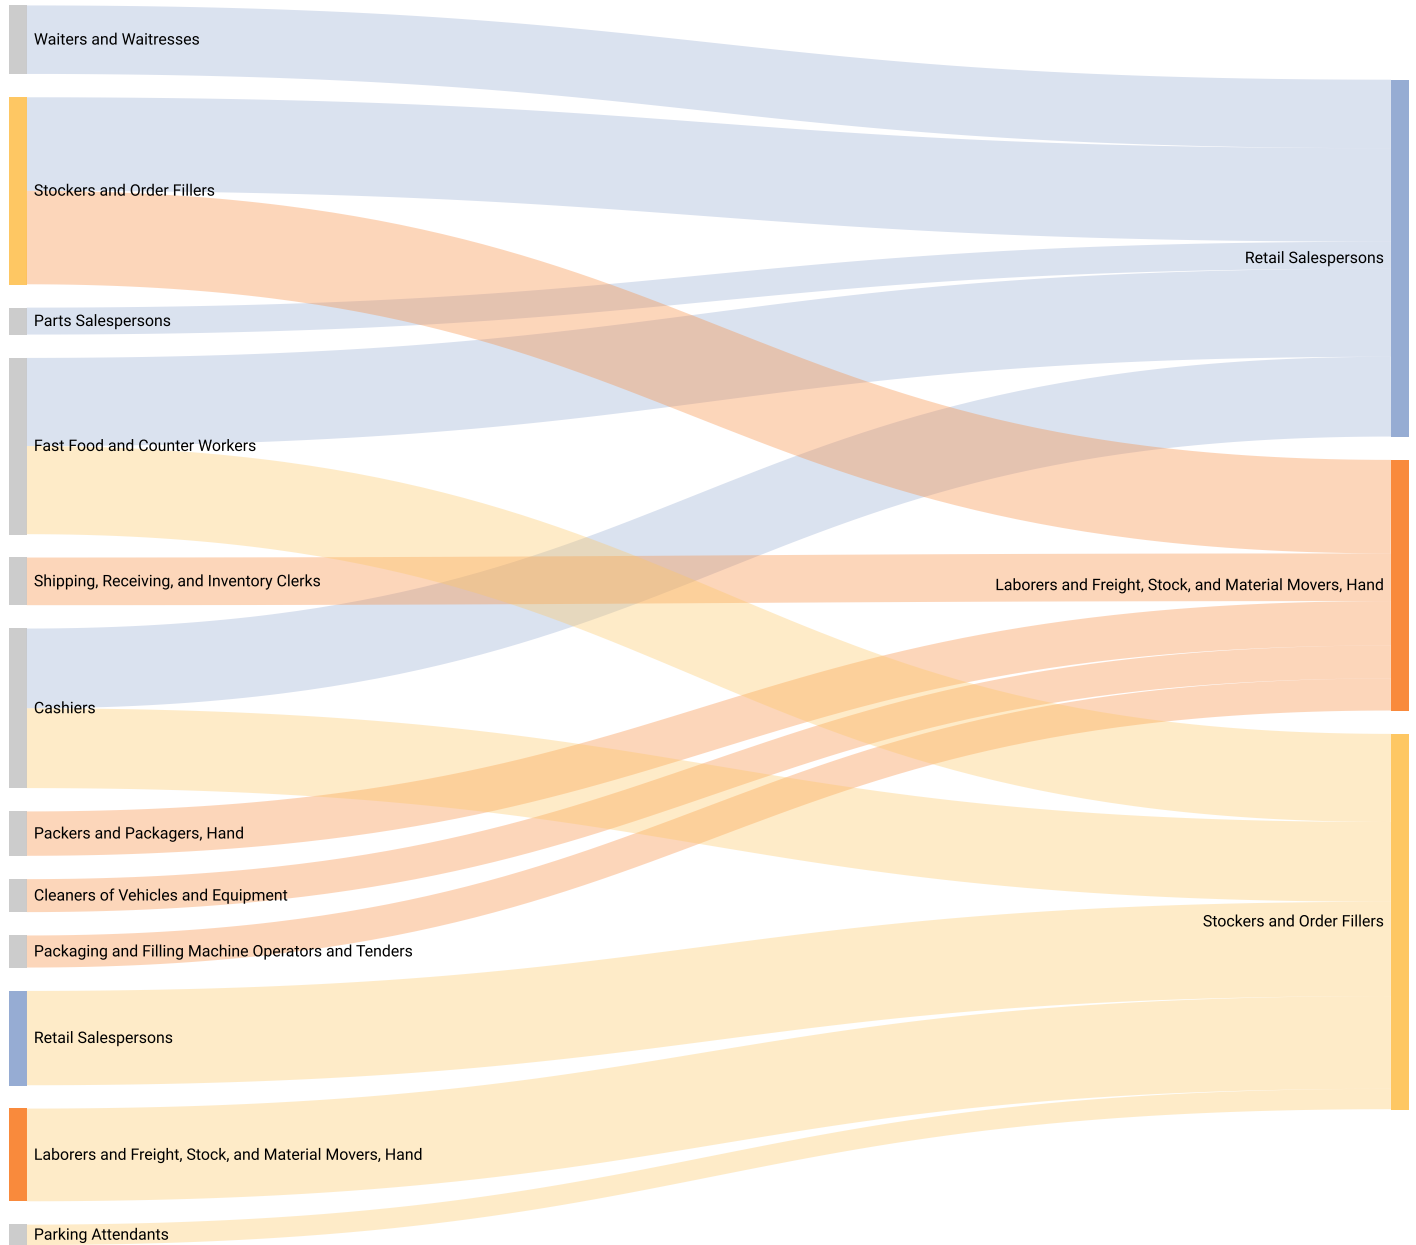 Waiters and Waitresses
Stockers and Order Fillers
Parts Salespersons
Fast Food and Counter Workers
Shipping, Receiving, and Inventory Clerks
Cashiers
Packers and Packagers, Hand
Cleaners of Vehicles and Equipment
Packaging and Filling Machine Operators and Tenders
Retail Salespersons
Laborers and Freight, Stock, and Material Movers, Hand
Parking Attendants
Retail Salespersons
Laborers and Freight, Stock, and Material Movers, Hand
Stockers and Order Fillers